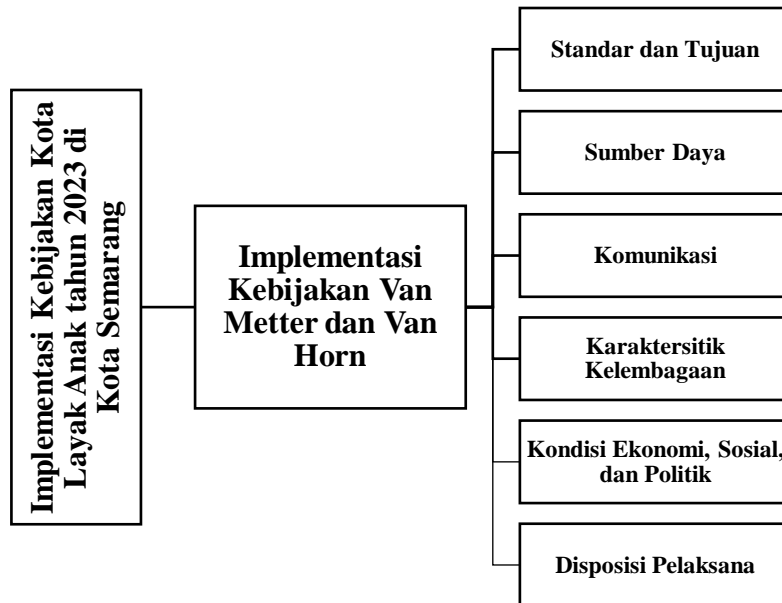 Implementasi Kebijakan Kota
Layak Anak tahun 2023 di
Kota Semarang
Implementasi
Kebijakan Van
Metter dan Van
Horn
Standar dan Tujuan
Sumber Daya
Komunikasi
Karaktersitik
Kelembagaan
Kondisi Ekonomi, Sosial,
dan Politik
Disposisi Pelaksana